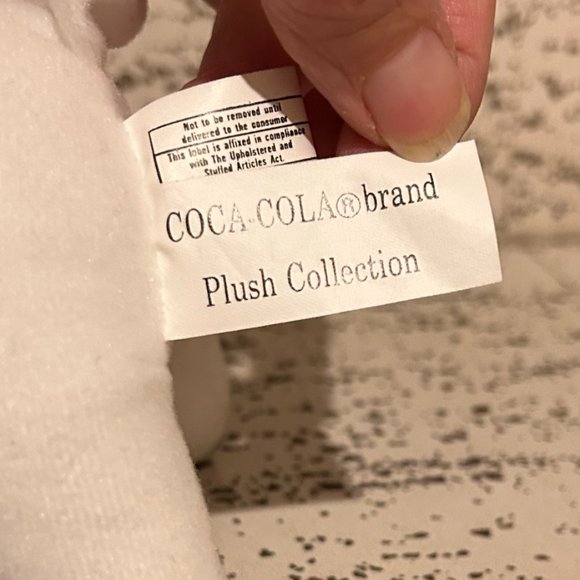 Not to be removed until
delivered to the consumer
This label is affixed in compliance
with The Upholstered and
Stuffed Articles Act.
COCA-COLA®brand
Plush Collection